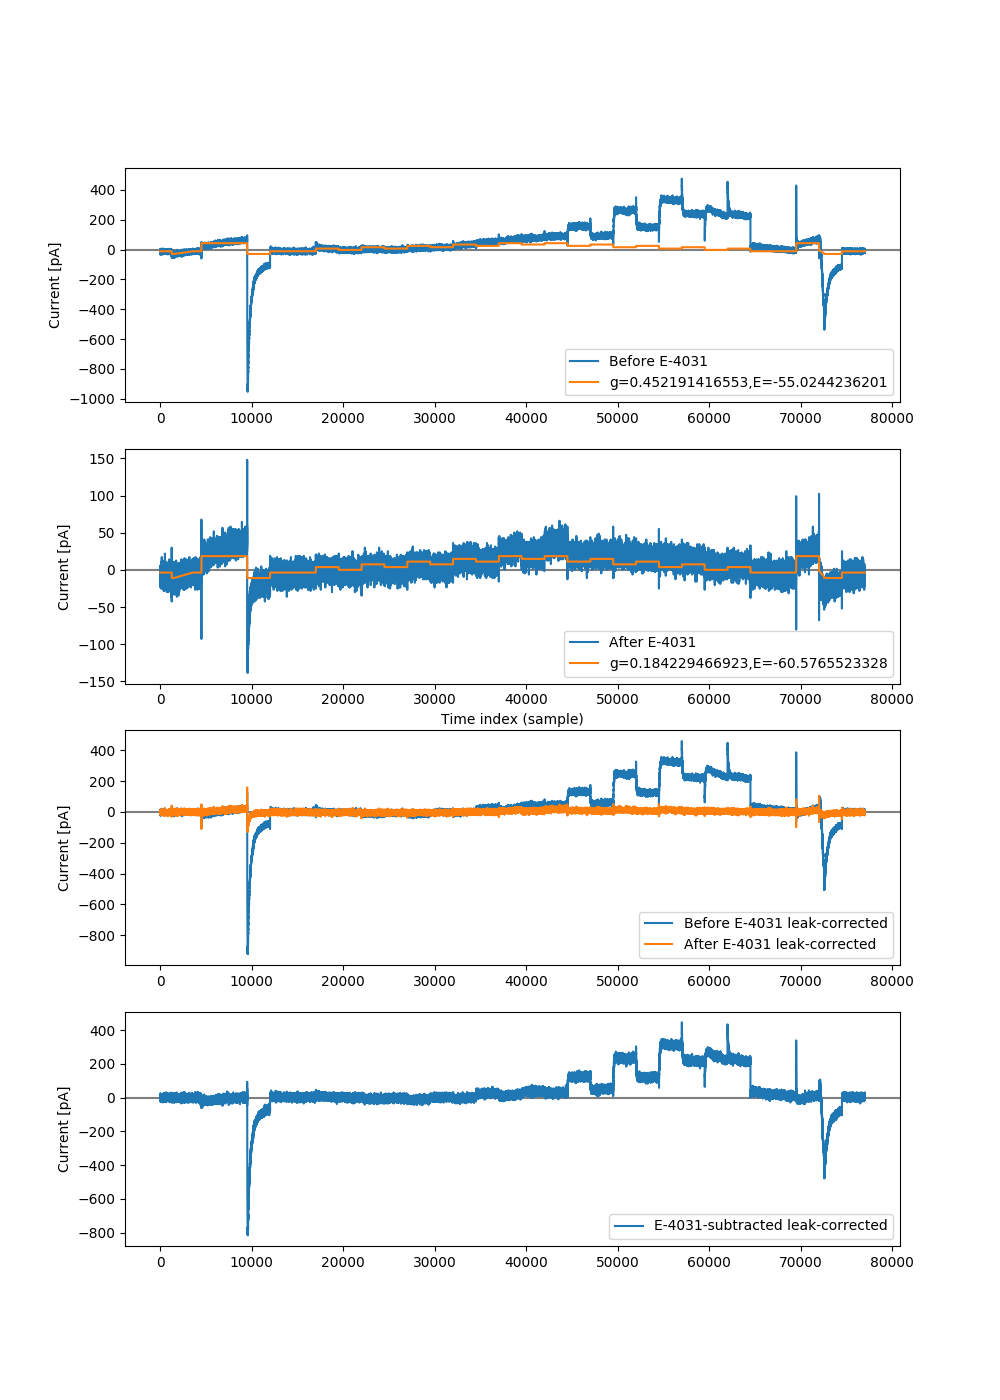 400
200
0
−200
−400
−600
−800
−1000
Current [pA]
Before E-4031
g=0.452191416553,E=-55.0244236201
0 10000 20000 30000 40000 50000 60000 70000 80000
150
100
50
0
−50
−100
−150
Current [pA]
After E-4031
g=0.184229466923,E=-60.5765523328
0 10000 20000 30000 40000 50000 60000 70000 80000
Time index (sample)
400
200
0
−200
−400
−600
−800
Current [pA]
Before E-4031 leak-corrected
After E-4031 leak-corrected
0 10000 20000 30000 40000 50000 60000 70000 80000
400
200
0
−200
−400
−600
−800
Current [pA]
E-4031-subtracted leak-corrected
0 10000 20000 30000 40000 50000 60000 70000 80000